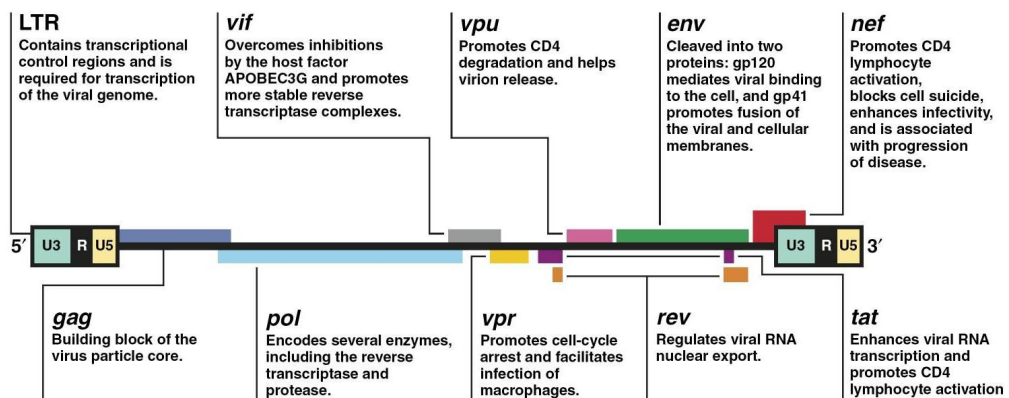 LTR
Contains transcriptional
control regions and is
required for transcription
of the viral genome.
vif
Overcomes inhibitions
by the host factor
APOBEC3G and promotes
more stable reverse
transcriptase complexes.
vpu
Promotes CD4
degradation and helps
virion release.
env
Cleaved into two
proteins: gp120
mediates viral binding
to the cell, and gp41
promotes fusion of
the viral and cellular
membranes.
nef
Promotes CD4
lymphocyte
activation,
blocks cell suicide,
enhances infectivity,
and is associated
with progression
of disease.
5′ U3 R U5
U3 R U5 3′
gag
Building block of the
virus particle core.
pol
Encodes several enzymes,
including the reverse
transcriptase and
protease.
vpr
Promotes cell-cycle
arrest and facilitates
infection of
macrophages.
rev
Regulates viral RNA
nuclear export.
tat
Enhances viral RNA
transcription and
promotes CD4
lymphocyte activation